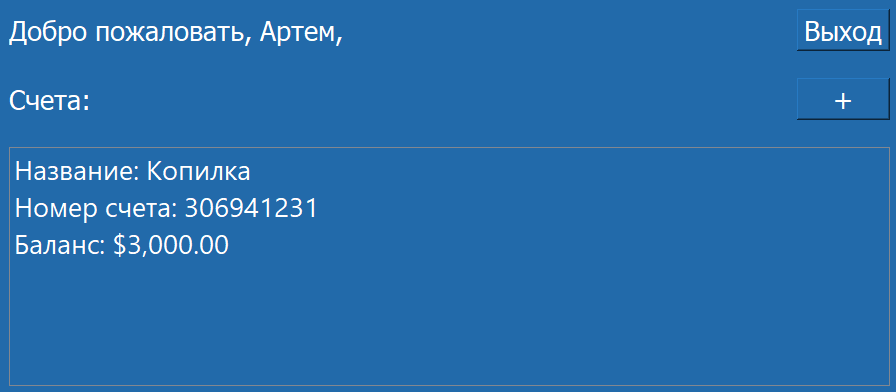 Добро пожаловать, Артем,
Выход
Счета:
+
Название: Копилка
Номер счета: 306941231
Баланс: $3,000.00